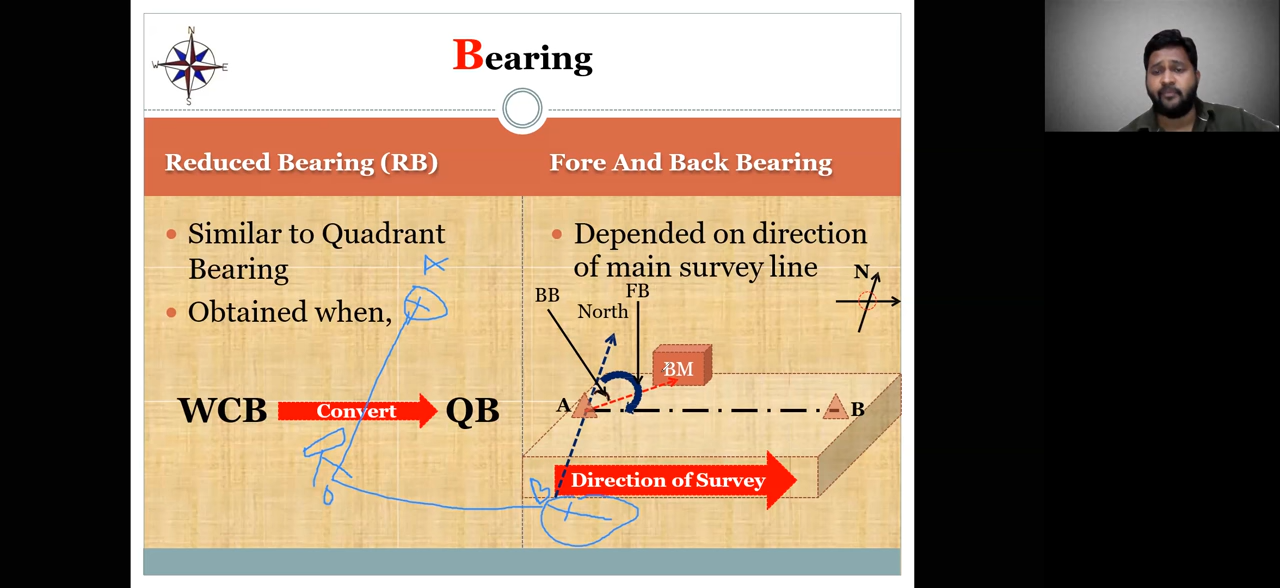 N
W
E
S
Bearing
Reduced Bearing (RB)
Fore And Back Bearing
Similar to Quadrant
Bearing
Obtained when,
WCB
Convert
QB
Depended on direction
of main survey line
N
BB
FB
North
BM
A
B
Direction of Survey
A
O
B